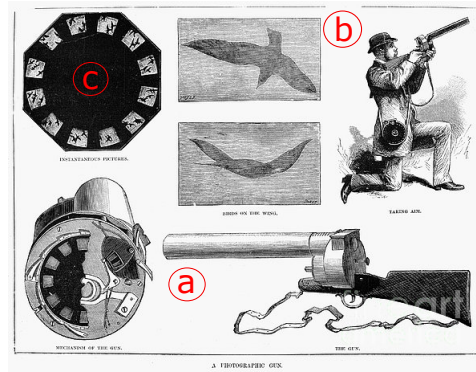 c
b
INSTANTANEOUS PICTURES.
BIRDS ON THE WING.
TAKING AIM.
a
MECHANISM OF THE GUN.
THE GUN.
A PHOTOGRAPHIC GUN.